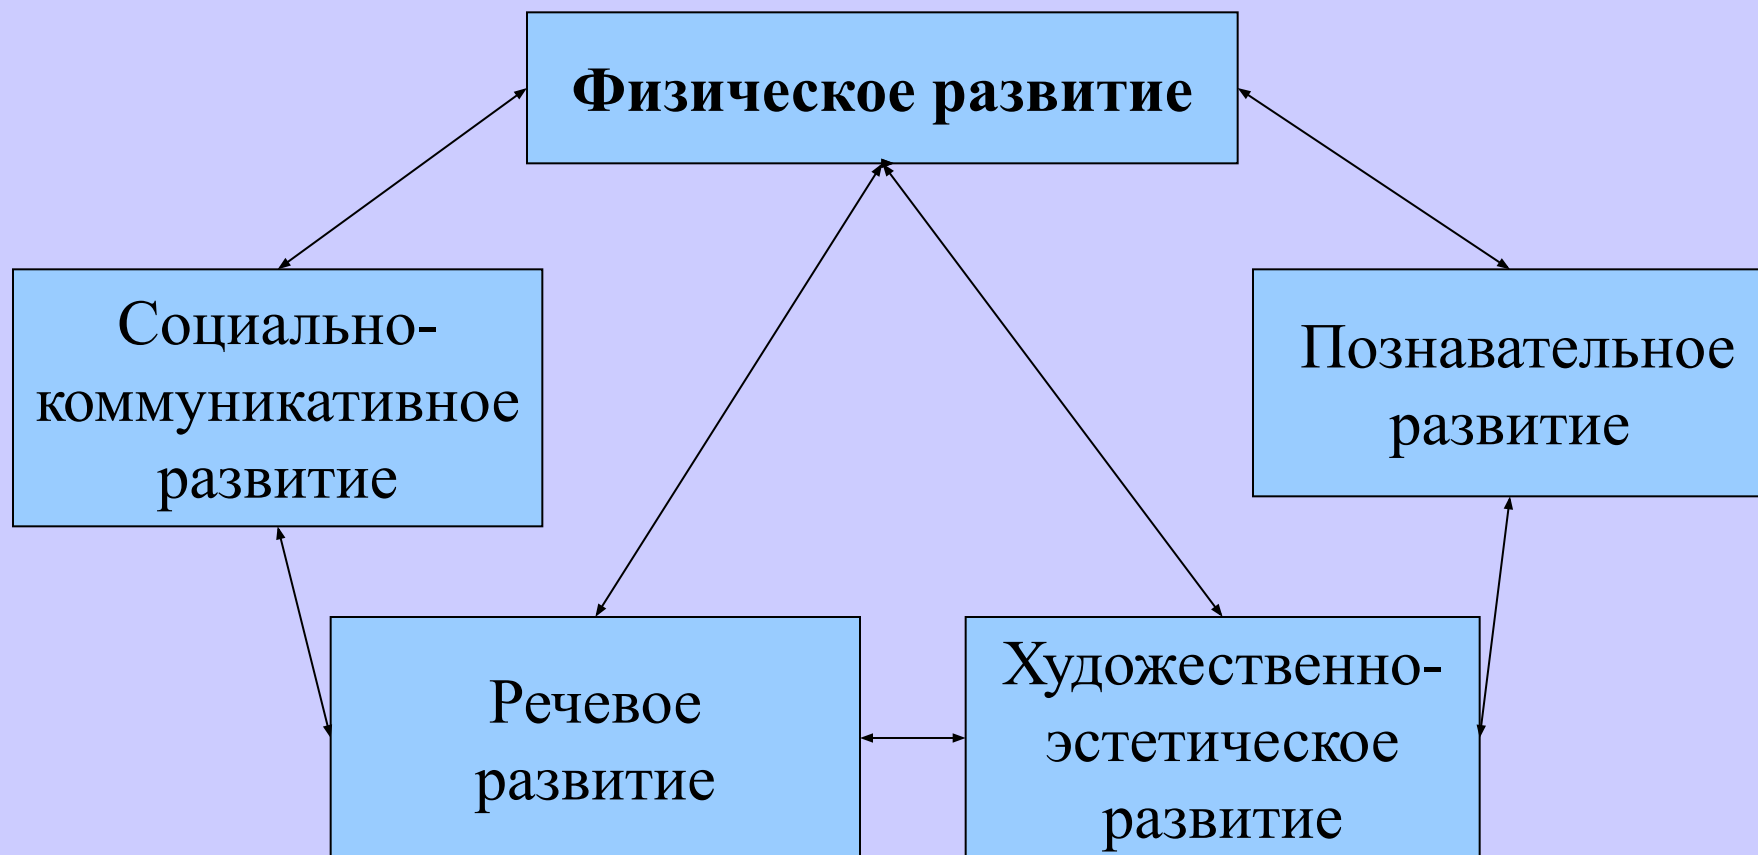 Физическое развитие
Социально-
коммуникативное
развитие
Познавательное
развитие
Речевое
развитие
Художественно-
эстетическое
развитие